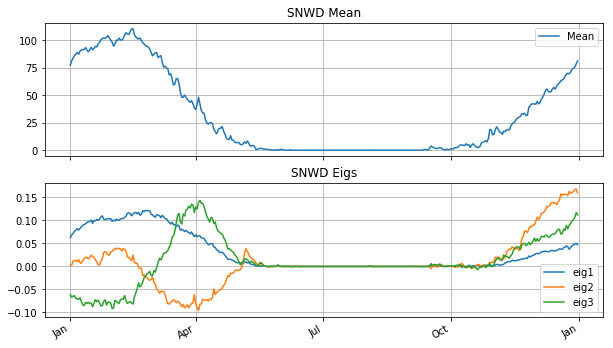 SNWD Mean
100
75
50
25
0
Mean
SNWD Eigs
0.15
0.10
0.05
0.00
−0.05
−0.10
eig1
eig2
eig3
Jan
Apr
Jul
Oct
Jan